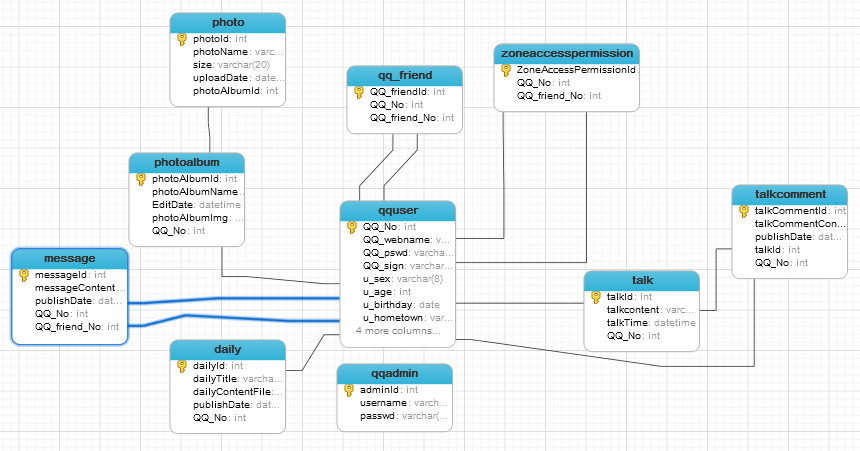 photo
photoId: int
photoName: varc...
size: varchar(20)
uploadDate: date...
photoAlbumId: int
zoneaccesspermission
ZoneAccessPermissionId
QQ_No: int
QQ_friend_No: int
qq_friend
QQ_friendId: int
QQ_No: int
QQ_friend_No: int
photoalbum
photoAlbumId: int
photoAlbumName...
EditDate: datetime
photoAlbumImg: ...
QQ_No: int
talkcomment
talkCommentId: int
talkCommentCon...
publishDate: dat...
talkId: int
QQ_No: int
qquser
QQ_No: int
QQ_webname: v...
QQ_pswd: varchar...
QQ_sign: varchar...
u_sex: varchar(8)
u_age: int
u_birthday: date
u_hometown: var...
4 more columns...
message
messageId: int
messageContent...
publishDate: dat...
QQ_No: int
QQ_friend_No: int
talk
talkId: int
talkcontent: varc...
talkTime: datetime
QQ_No: int
daily
dailyId: int
dailyTitle: varcha...
dailyContentFile:...
publishDate: dat...
QQ_No: int
qqadmin
adminId: int
username: varch...
passwd: varchar(...